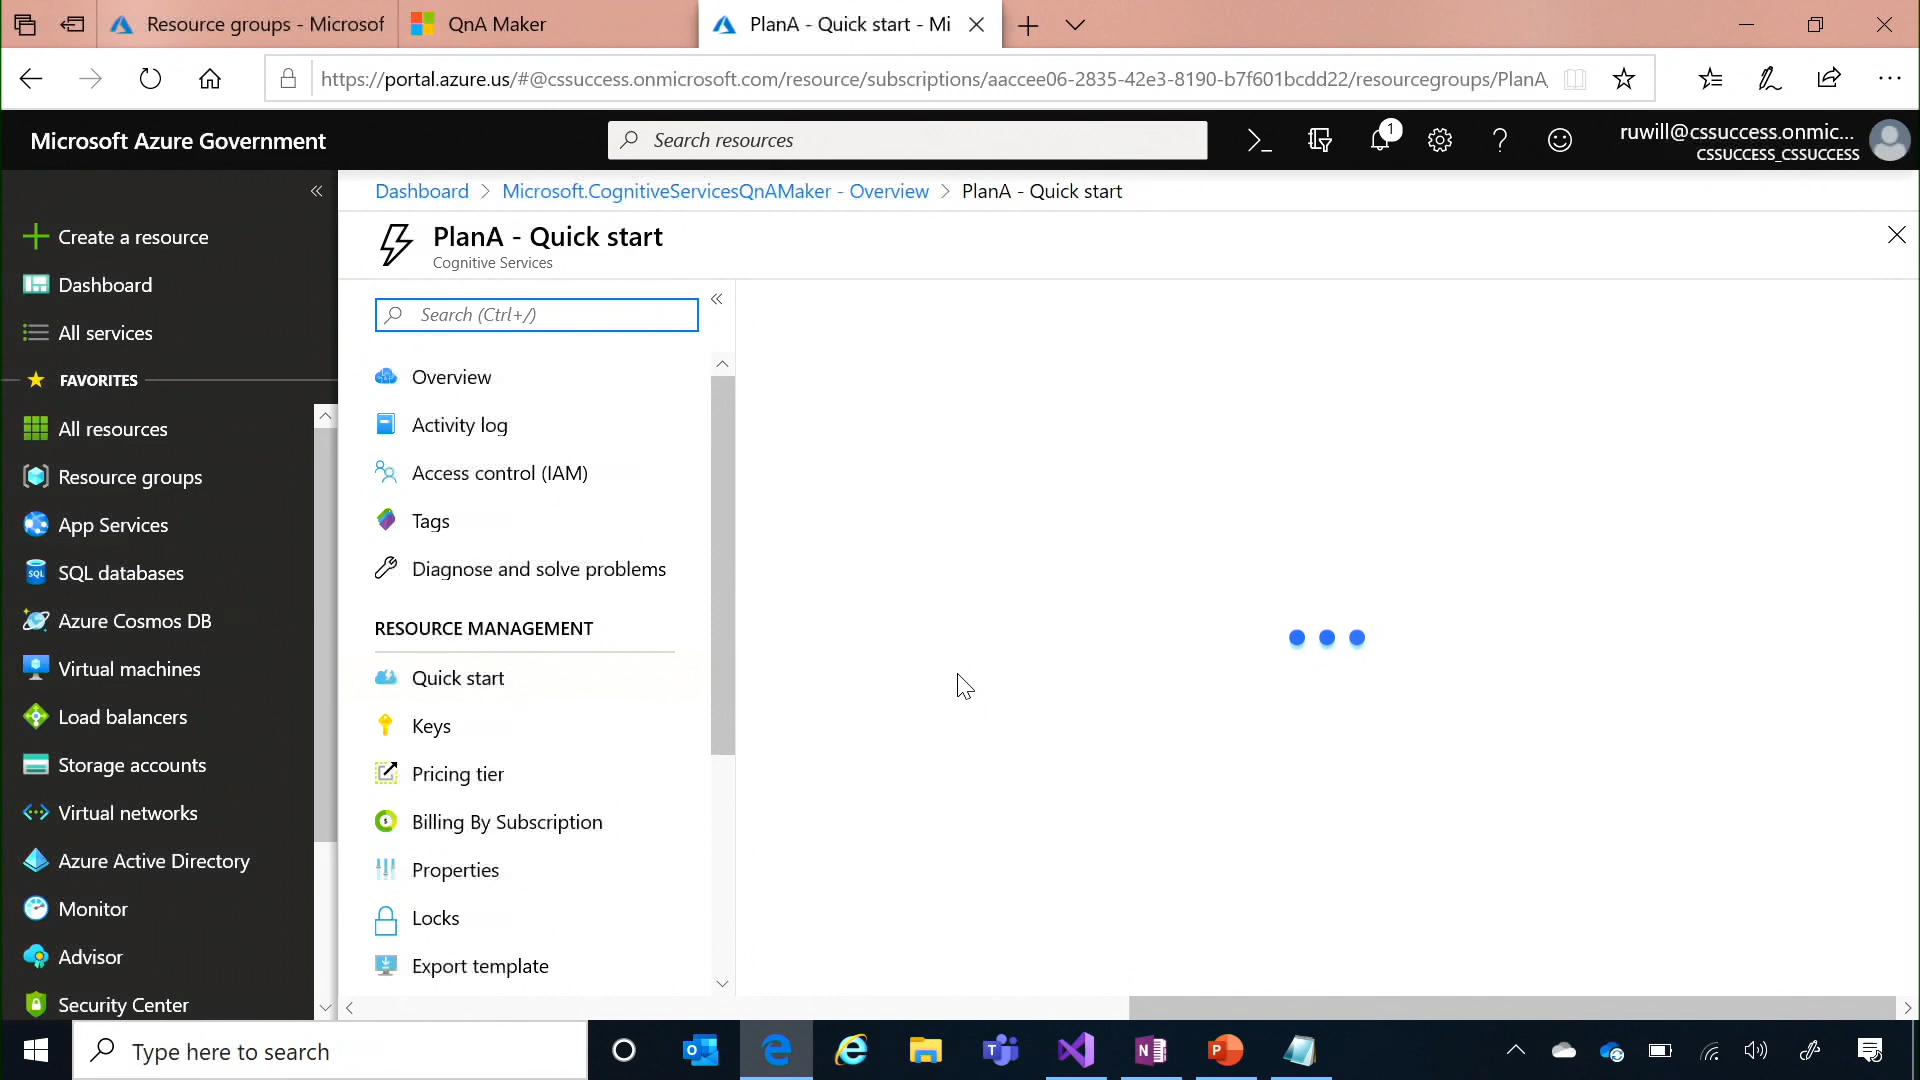 Resource groups - Microsof
QnA Maker
PlanA - Quick start - Mi
https://portal.azure.us/#@cssuccess.onmicrosoft.com/resource/subscriptions/aaccee06-2835-42e3-8190-b7f601bcdd22/resourcegroups/PlanA
Microsoft Azure Government
Search resources
1
ruwill@cssuccess.onmic...
CSSUCCESS_CSSUCCESS
Dashboard > Microsoft.CognitiveServicesQnAMaker - Overview > PlanA - Quick start
PlanA - Quick start
Cognitive Services
Create a resource
Dashboard
All services
FAVORITES
All resources
Resource groups
App Services
SQL databases
Azure Cosmos DB
Virtual machines
Load balancers
Storage accounts
Virtual networks
Azure Active Directory
Monitor
Advisor
Security Center
Search (Ctrl+/)
Overview
Activity log
Access control (IAM)
Tags
Diagnose and solve problems
RESOURCE MANAGEMENT
Quick start
Keys
Pricing tier
Billing By Subscription
Properties
Locks
Export template
Type here to search